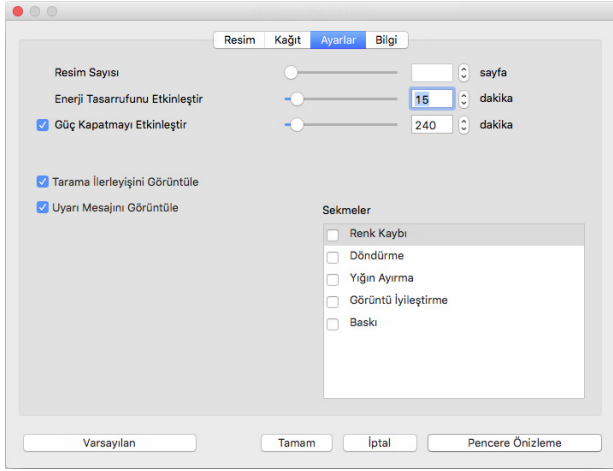 Resim Kağıt Ayarlar Bilgi
Resim Sayısı sayfa
Enerji Tasarrufunu Etkinleştir 15 dakika
Güç Kapatmayı Etkinleştir 240 dakika
Tarama İlerleyişini Görüntüle
Uyarı Mesajını Görüntüle
Sekmeler
Renk Kaybı
Döndürme
Yığın Ayırma
Görüntü İyileştirme
Baskı
Varsayılan Tamam İptal Pencere Önizleme